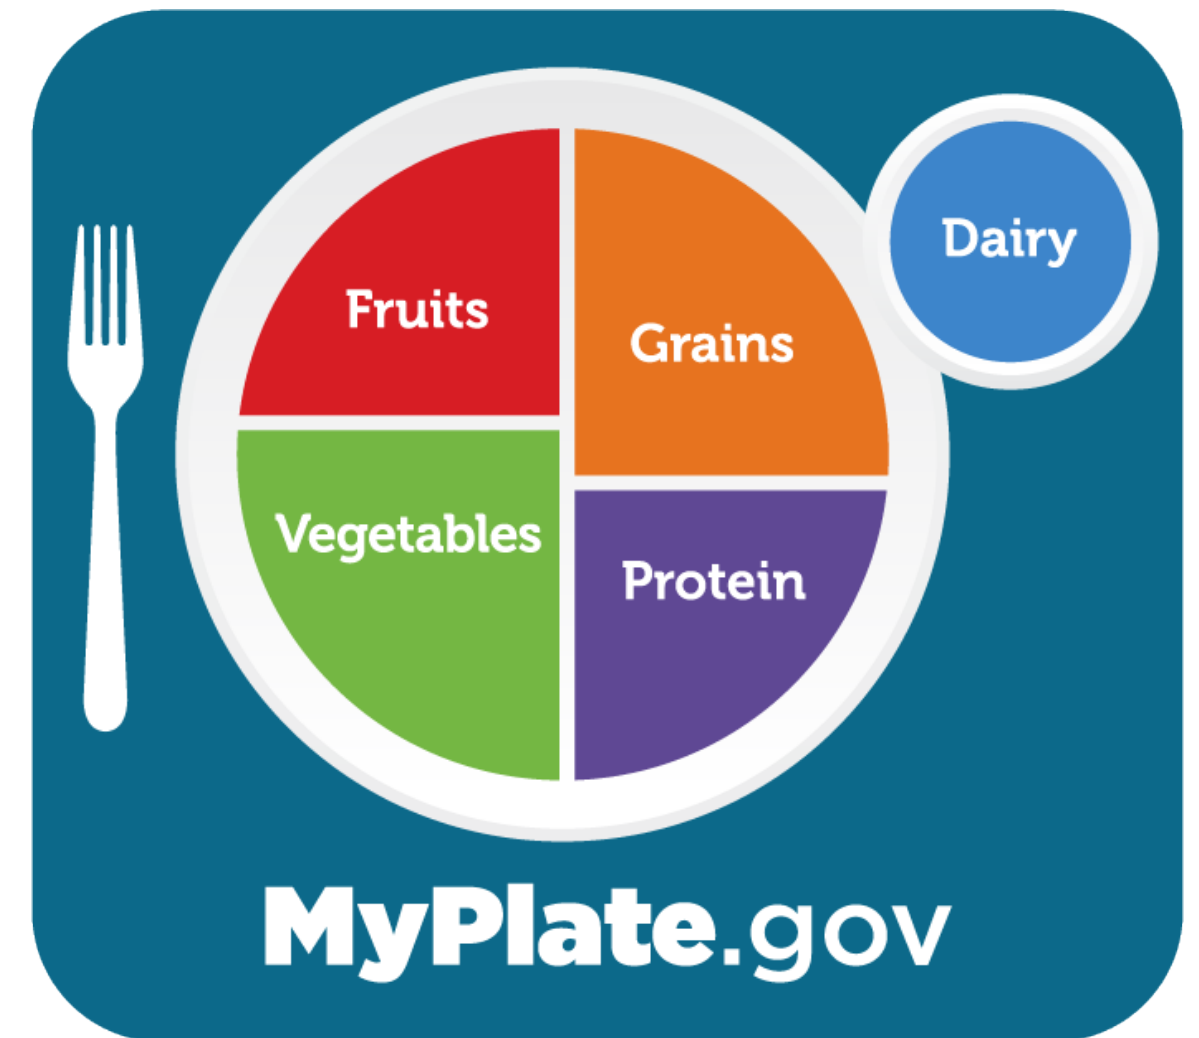 Fruits
Grains
Dairy
Vegetables
Protein
MyPlate.gov